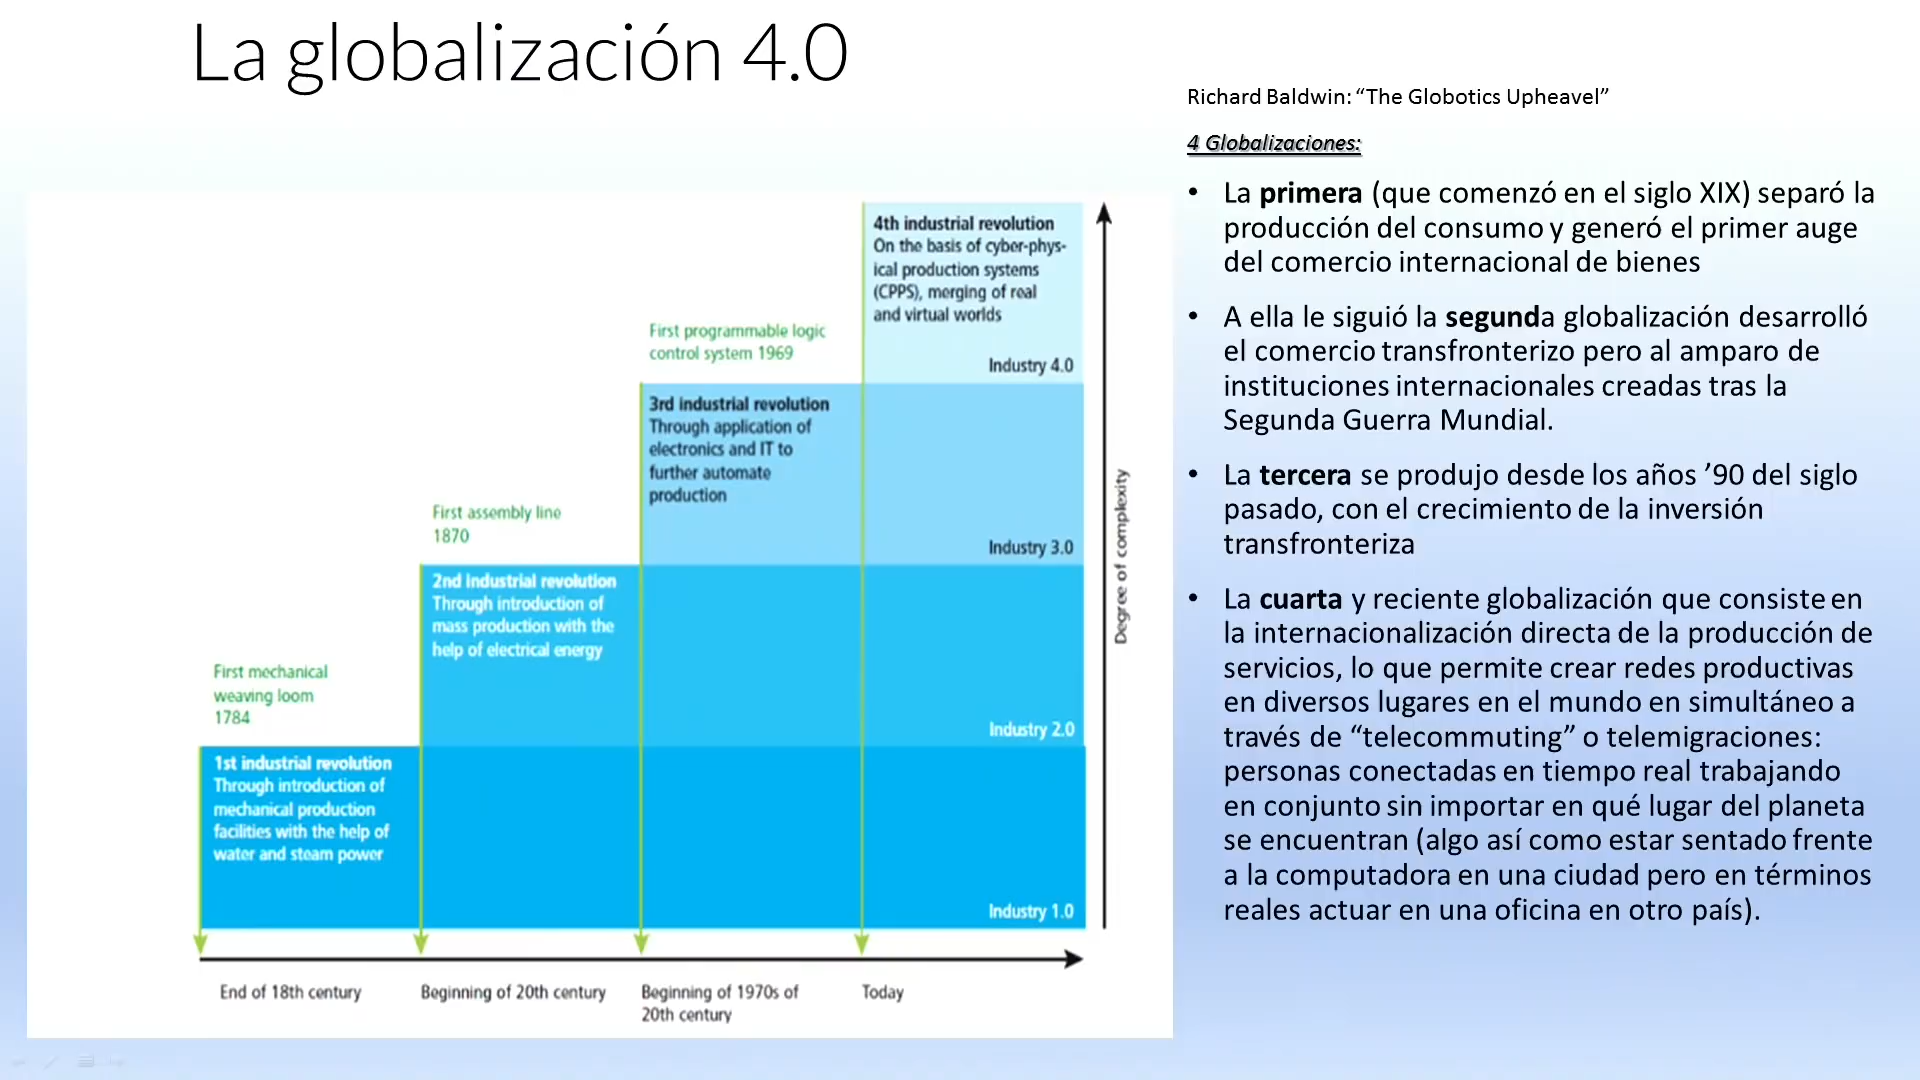 La globalización 4.0
Richard Baldwin: “The Globotics Upheavel”
4 Globalizaciones:
• La primera (que comenzó en el siglo XIX) separó la
producción del consumo y generó el primer auge
del comercio internacional de bienes
• A ella le siguió la segunda globalización desarrolló
el comercio transfronterizo pero al amparo de
instituciones internacionales creadas tras la
Segunda Guerra Mundial.
• La tercera se produjo desde los años ’90 del siglo
pasado, con el crecimiento de la inversión
transfronteriza
• La cuarta y reciente globalización que consiste en
la internacionalización directa de la producción de
servicios, lo que permite crear redes productivas
en diversos lugares en el mundo en simultáneo a
través de “telecommuting” o telemigraciones:
personas conectadas en tiempo real trabajando
en conjunto sin importar en qué lugar del planeta
se encuentran (algo así como estar sentado frente
a la computadora en una ciudad pero en términos
reales actuar en una oficina en otro país).
4th industrial revolution
On the basis of cyber-phys-
ical production systems
(CPPS), merging of real
and virtual worlds
Industry 4.0
First programmable logic
control system 1969
3rd industrial revolution
Through application of
electronics and IT to
further automate
production
Industry 3.0
First assembly line
1870
2nd industrial revolution
Through introduction of
mass production with the
help of electrical energy
Industry 2.0
First mechanical
weaving loom
1784
1st industrial revolution
Through introduction of
mechanical production
facilities with the help of
water and steam power
Industry 1.0
Degree of complexity
End of 18th century
Beginning of 20th century
Beginning of 1970s of
20th century
Today